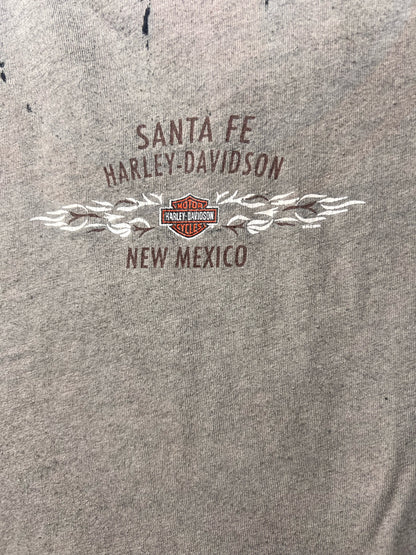 SANTA FE
HARLEY-DAVIDSON
MOTOR
HARLEY-DAVIDSON
CYCLES
NEW MEXICO